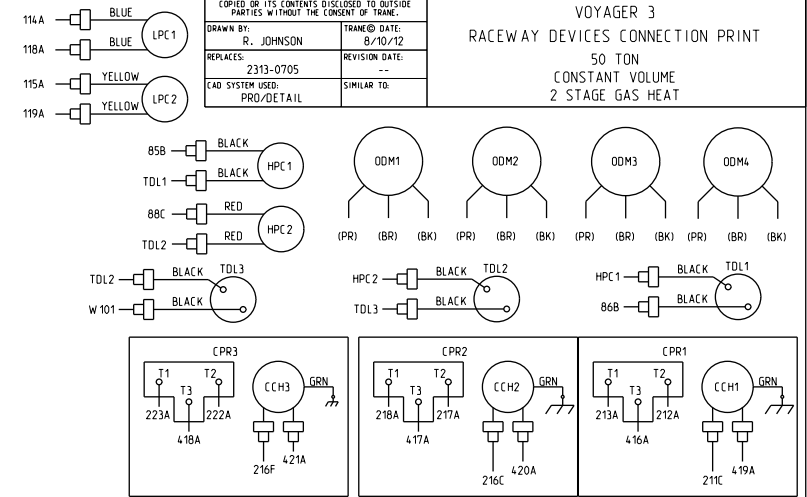 COPIED OR ITS CONTENTS DISCLOSED TO OUTSIDE
PARTIES WITHOUT THE CONSENT OF TRANE.
DRAWN BY:
R. JOHNSON
TRANE© DATE:
8/10/12
REPLACES:
2313-0705
REVISION DATE:
--
CAD SYSTEM USED:
PRO/DETAIL
SIMILAR TO:
VOYAGER 3
RACEWAY DEVICES CONNECTION PRINT
50 TON
CONSTANT VOLUME
2 STAGE GAS HEAT
114A BLUE
LPC1
118A BLUE
115A YELLOW
LPC2
119A YELLOW
85B BLACK
HPC1
TDL1 BLACK
88C RED
HPC2
TDL2 RED
ODM1
(PR) (BR) (BK)
ODM2
(PR) (BR) (BK)
ODM3
(PR) (BR) (BK)
ODM4
(PR) (BR) (BK)
TDL2 BLACK TDL3
W101 BLACK
HPC2 BLACK TDL2
TDL3 BLACK
HPC1 BLACK TDL1
86B BLACK
CPR3
T1 T2
T3
223A 222A
418A
CCH3
GRN
216F 421A
CPR2
T1 T2
T3
218A 217A
417A
CCH2
GRN
216C 420A
CPR1
T1 T2
T3
213A 212A
416A
CCH1
GRN
211C 419A